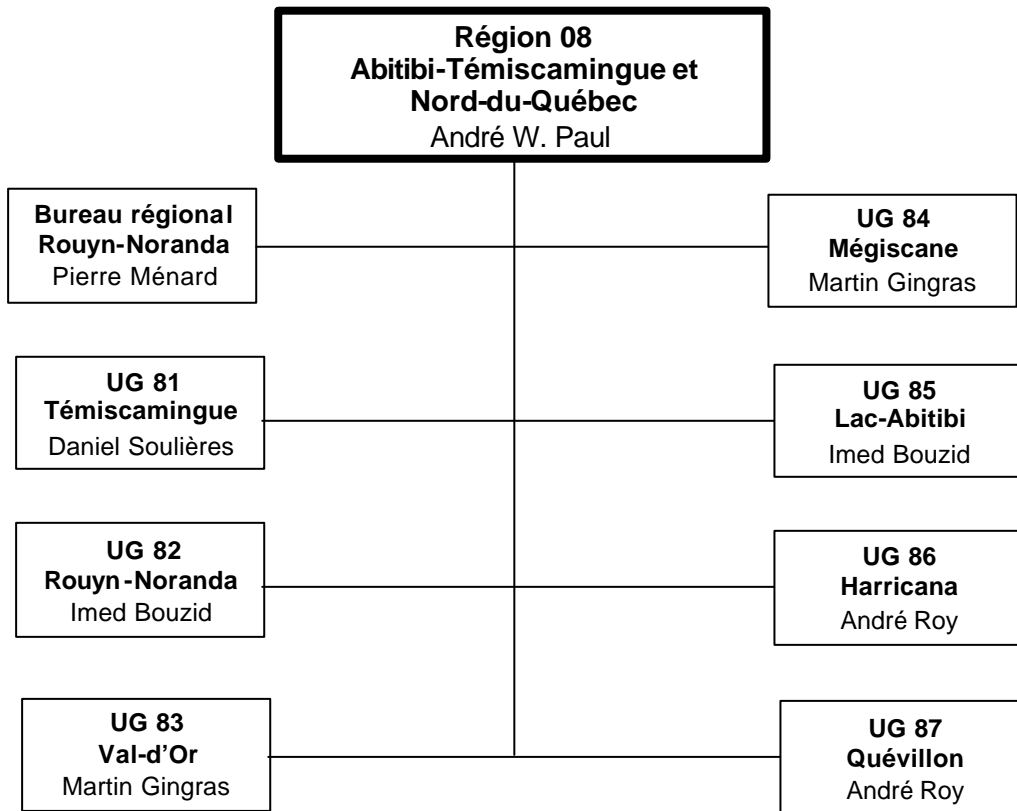 Région 08
Abitibi-Témiscamingue et
Nord-du-Québec
André W. Paul
Bureau régional
Rouyn-Noranda
Pierre Ménard
UG 84
Mégiscane
Martin Gingras
UG 81
Témiscamingue
Daniel Soulières
UG 85
Lac-Abitibi
Imed Bouzid
UG 82
Rouyn-Noranda
Imed Bouzid
UG 86
Harricana
André Roy
UG 83
Val-d’Or
Martin Gingras
UG 87
Quévillon
André Roy